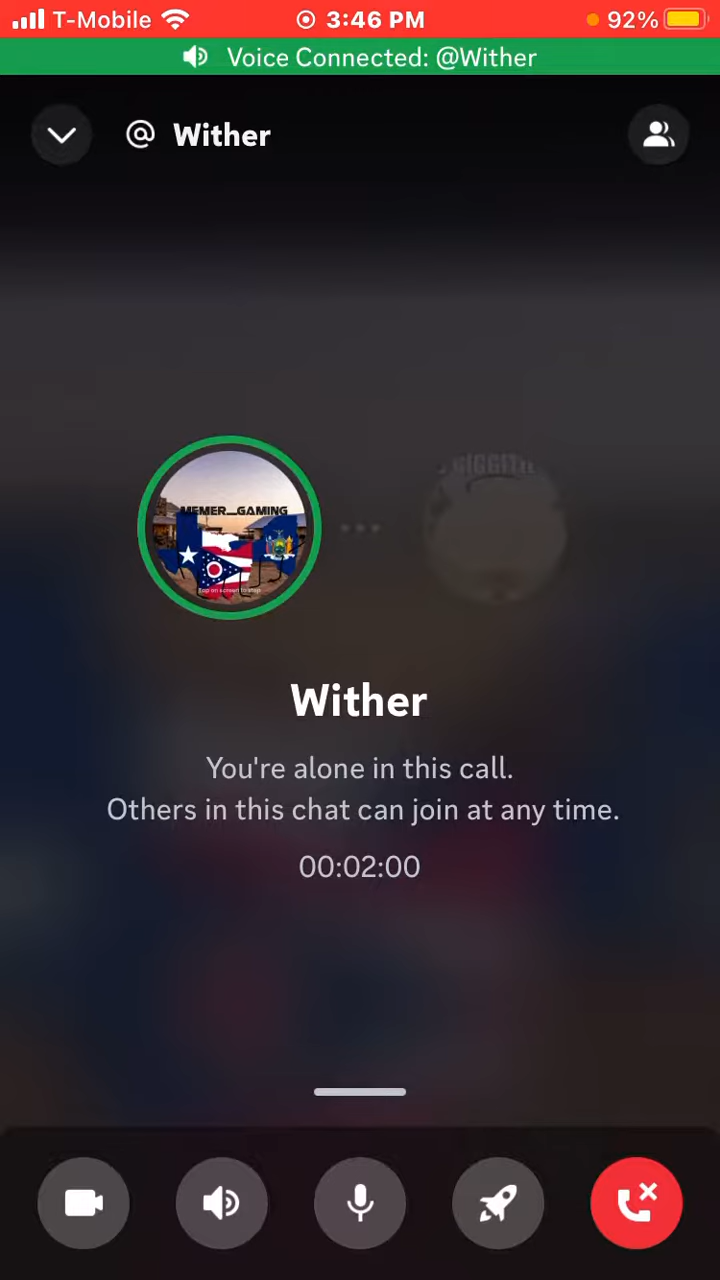 T-Mobile 3:46 PM 92%
Voice Connected: @Wither
@ Wither
MEMER_GAMING
Wither
You're alone in this call.
Others in this chat can join at any time.
00:02:00